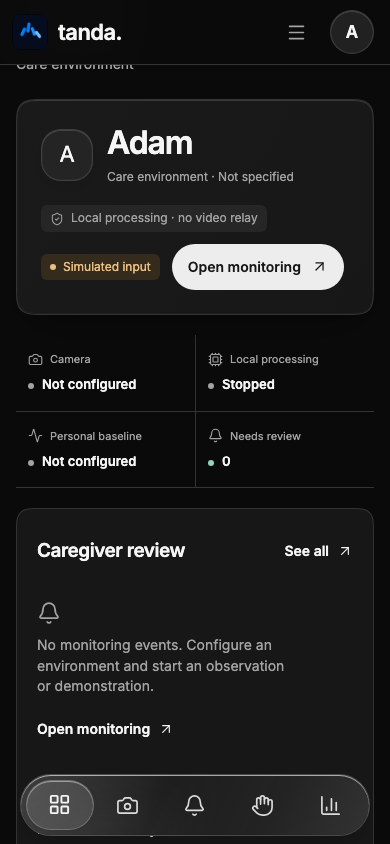 tanda.
A
Care environment
A
Adam
Care environment · Not specified
Local processing · no video relay
Simulated input
Open monitoring
Camera
Not configured
Local processing
Stopped
Personal baseline
Not configured
Needs review
0
Caregiver review
See all
No monitoring events. Configure an
environment and start an observation
or demonstration.
Open monitoring